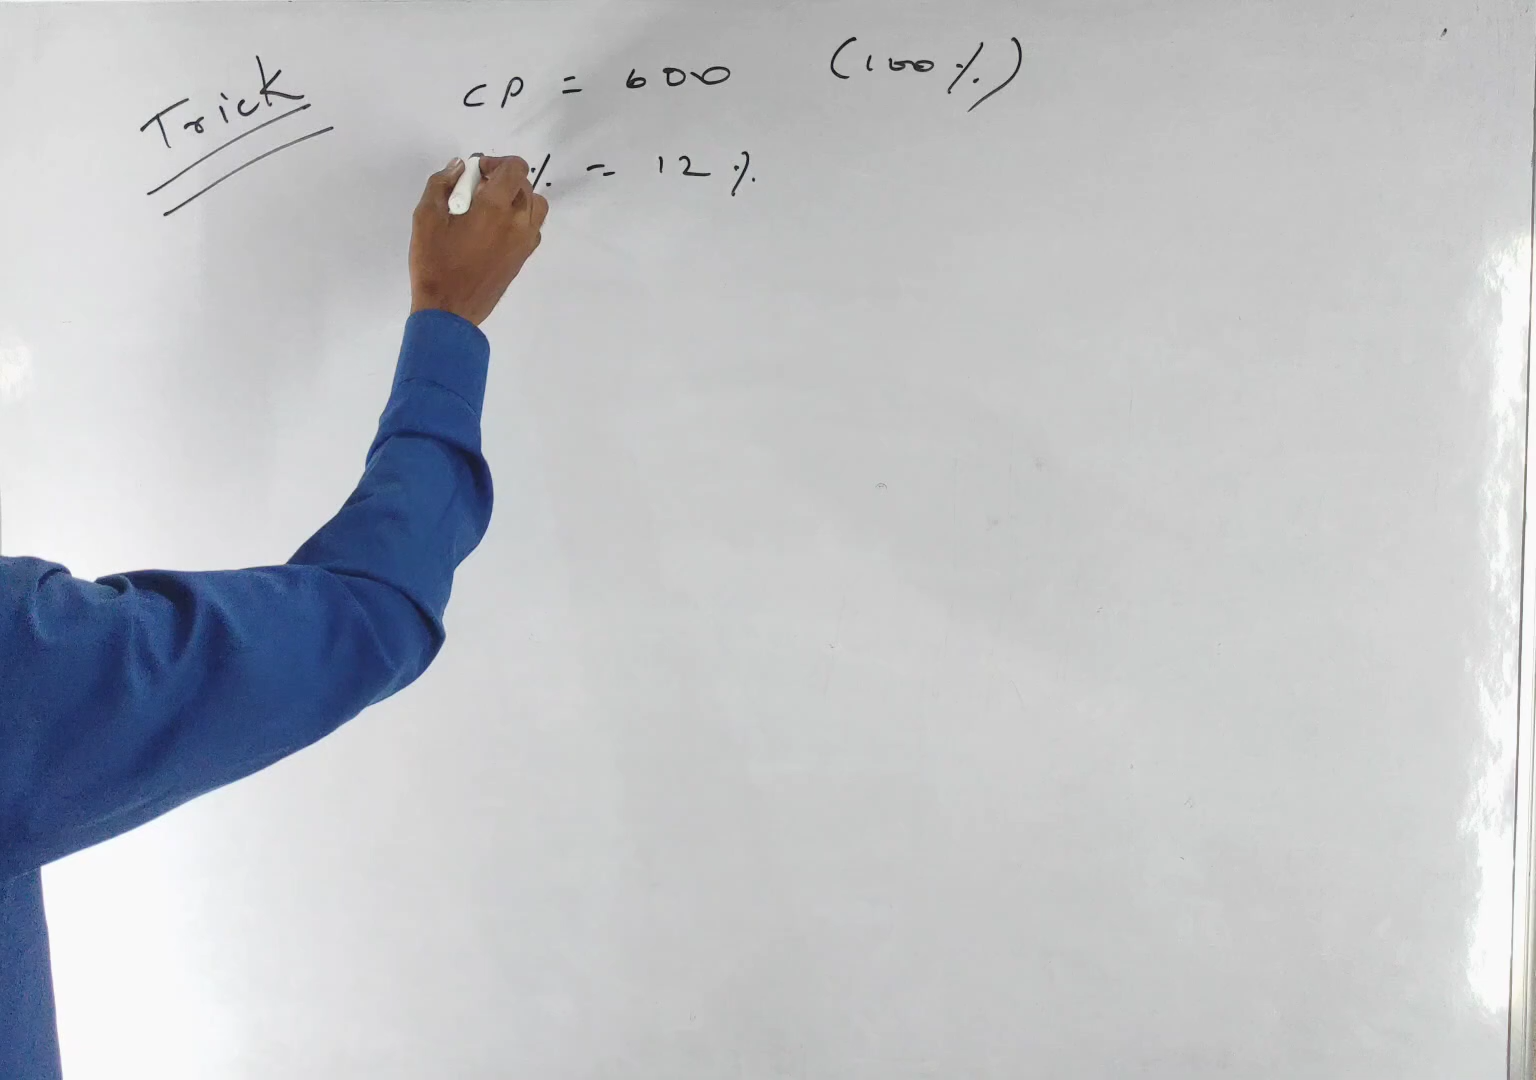 Trick
CP = 600 (100%)
% = 12%